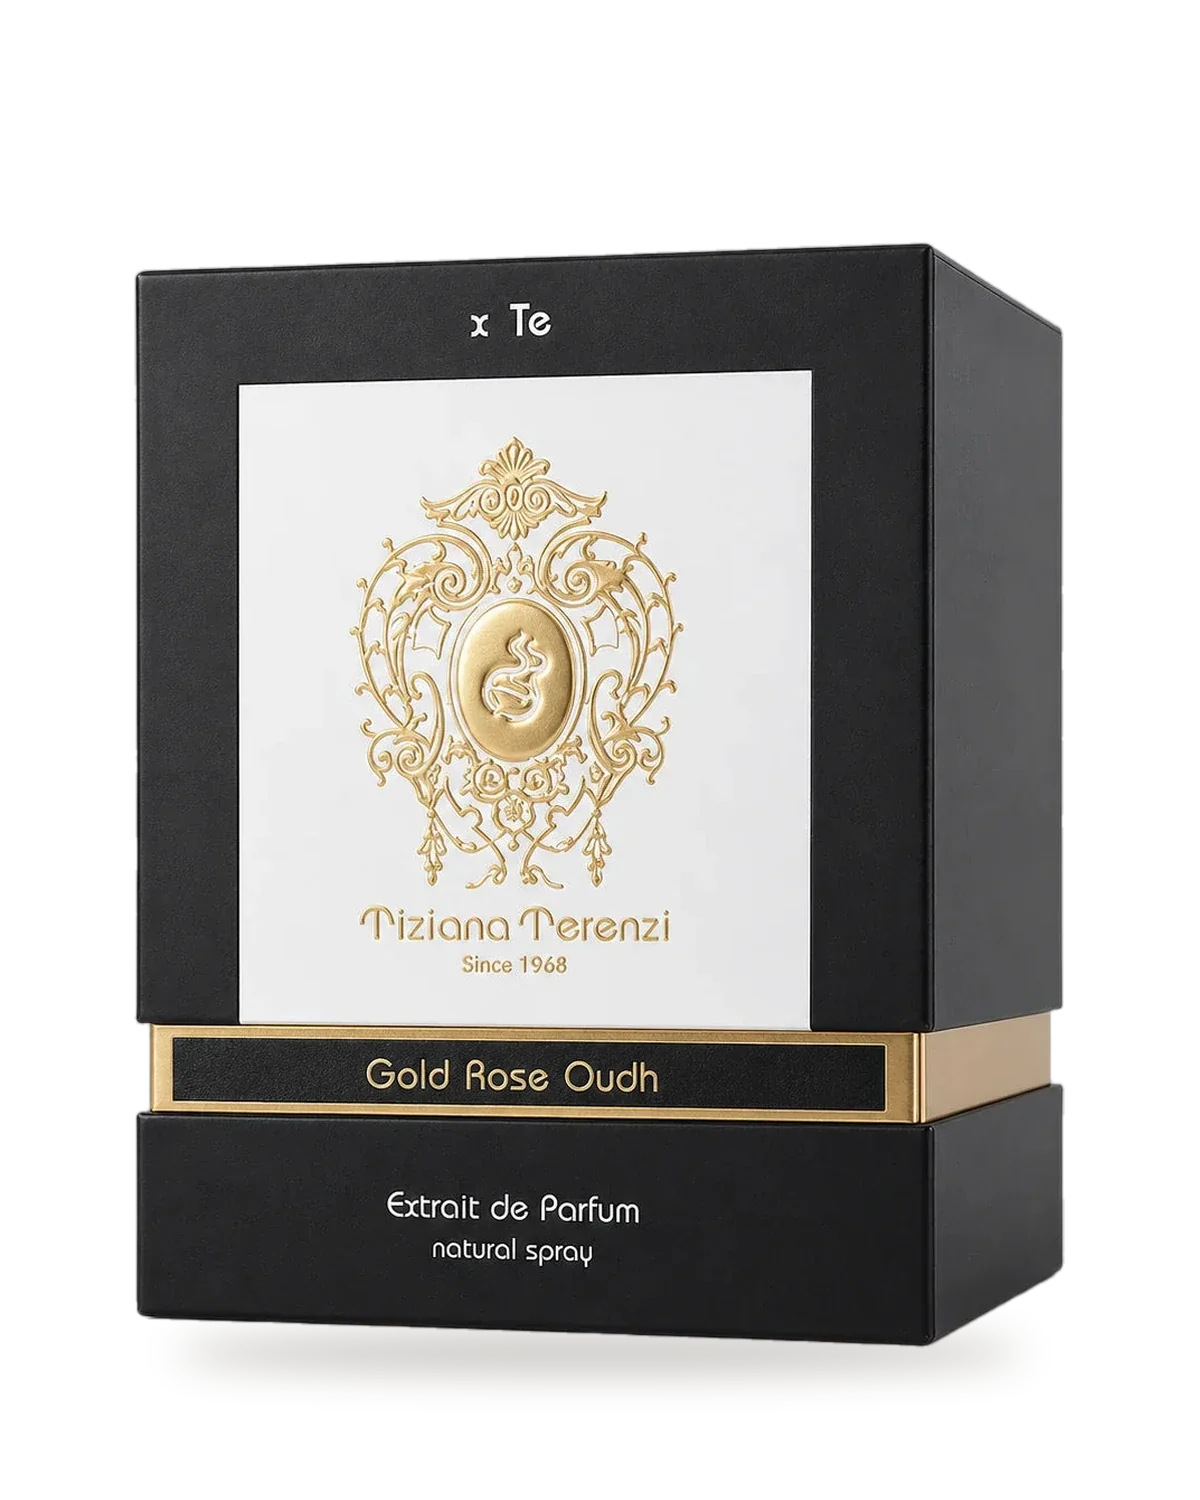 x Te
Tiziana Terenzi
Since 1968
Gold Rose Oudh
Extrait de Parfum
natural spray